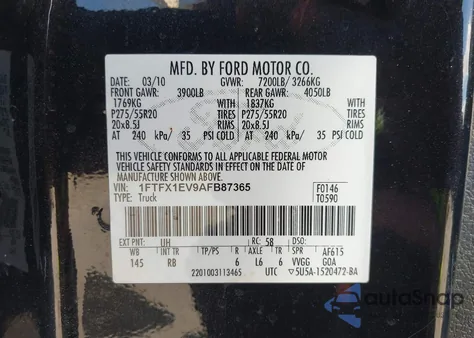 MFD. BY FORD MOTOR CO.
DATE: 03/10 GVWR: 7200LB/ 3266KG
FRONT GAWR: 3900LB REAR GAWR: 4050LB
1769KG WITH 1837KG WITH
P275/55R20 TIRES P275/55R20 TIRES
20x8.5J RIMS 20x8.5J RIMS
AT 240 kPa/ 35 PSI COLD AT 240 kPa/ 35 PSI COLD
THIS VEHICLE CONFORMS TO ALL APPLICABLE FEDERAL MOTOR
VEHICLE SAFETY STANDARDS IN EFFECT ON THE DATE OF
MANUFACTURE SHOWN ABOVE.
VIN: 1FTFX1EV9AFB87365 F0146
TYPE: Truck T0590
EXT PNT: UH RC: 58 DSO:
WB INT TR TP/PS R AXLE TR SPR AF615
145 RB 6 L6 6 VVGG GOA
2201003113465 UTC 5U5A-1520472-BA
AutoSnap